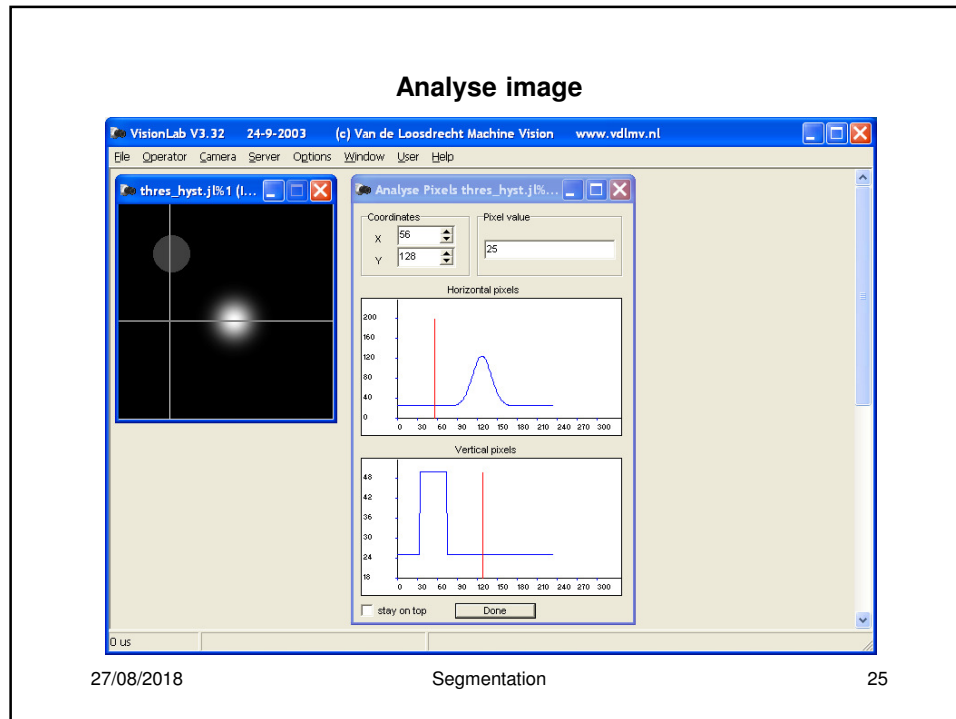 Analyse image
VisionLab V3.32 24-9-2003 (c) Van de Loosdrecht Machine Vision www.vdlmv.nl
File Operator Camera Server Options Window User Help
thres_hyst.jl%1 (I...
Analyse Pixels thres_hyst.jl%...
Coordinates
X 56
Y 128
Pixel value
25
Horizontal pixels
200
160
120
80
40
0
0 30 60 90 120 150 180 210 240 270 300
Vertical pixels
48
42
36
30
24
18
0 30 60 90 120 150 180 210 240 270 300
stay on top Done
0 us
27/08/2018 Segmentation 25